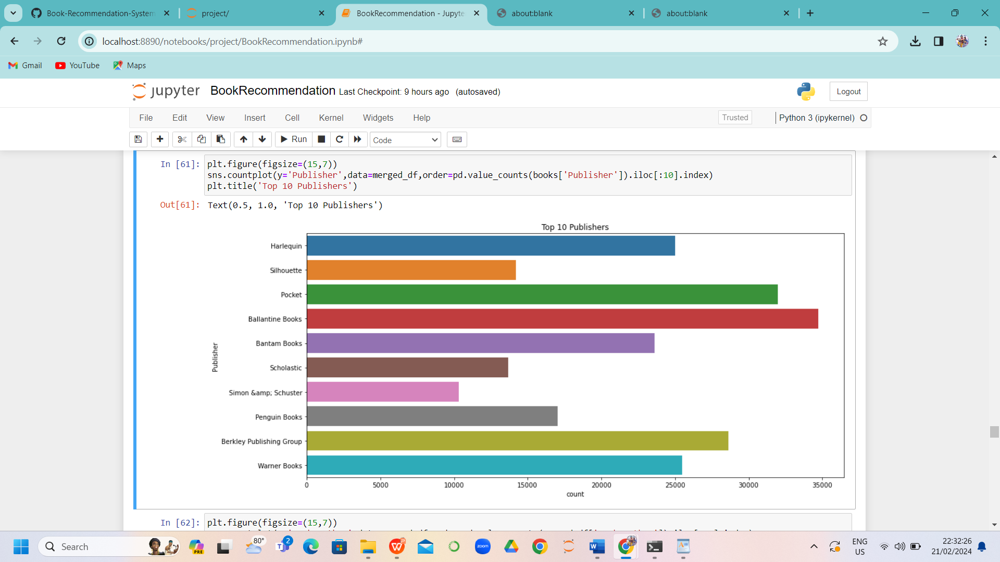 Book-Recommendation-System
project/
BookRecommendation - Jupyte
about:blank
about:blank
localhost:8890/notebooks/project/BookRecommendation.ipynb#
Gmail
YouTube
Maps
jupyter
BookRecommendation Last Checkpoint: 9 hours ago (autosaved)
Logout
File Edit View Insert Cell Kernel Widgets Help
Trusted
Python 3 (ipykernel)
Run
Code
In [61]: plt.figure(figsize=(15,7))
sns.countplot(y='Publisher',data=merged_df,order=pd.value_counts(books['Publisher']).iloc[:10].index)
plt.title('Top 10 Publishers')
Out[61]: Text(0.5, 1.0, 'Top 10 Publishers')
Top 10 Publishers
Harlequin
Silhouette
Pocket
Ballantine Books
Bantam Books
Scholastic
Simon &amp; Schuster
Penguin Books
Berkley Publishing Group
Warner Books
Publisher
0 5000 10000 15000 20000 25000 30000 35000
count
In [62]: plt.figure(figsize=(15,7))
Search
PRE
80°
2
zoom
ENG
US
22:32:26
21/02/2024